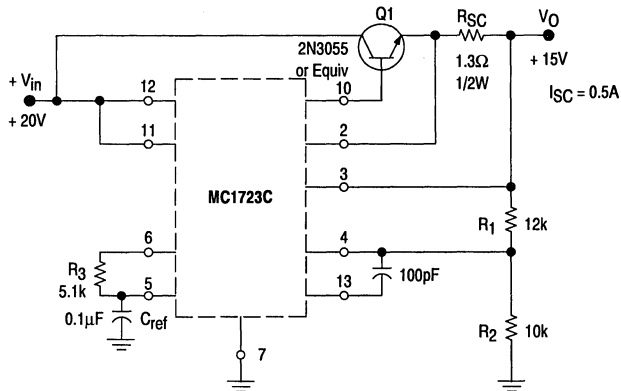 Q1
2N3055
or Equiv
RSC
1.3Ω
1/2W
VO
+ 15V
ISC = 0.5A
+ Vin
+ 20V
12
11
10
2
3
MC1723C
R1
12k
6
R3
5.1k
5
0.1μF
Cref
4
13
100pF
R2
10k
7